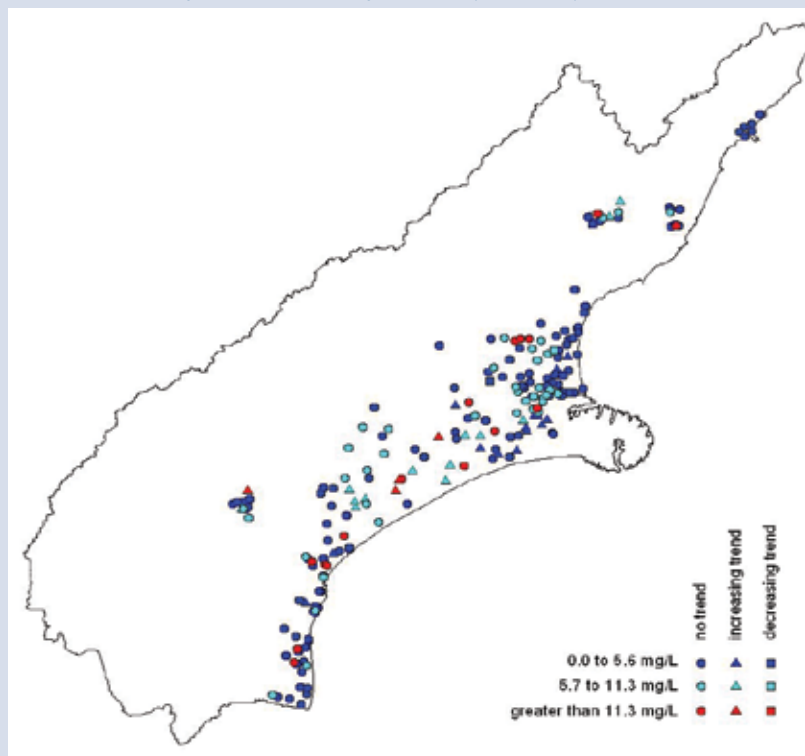 no trend
increasing trend
decreasing trend
0.0 to 5.6 mg/L
5.7 to 11.3 mg/L
greater than 11.3 mg/L